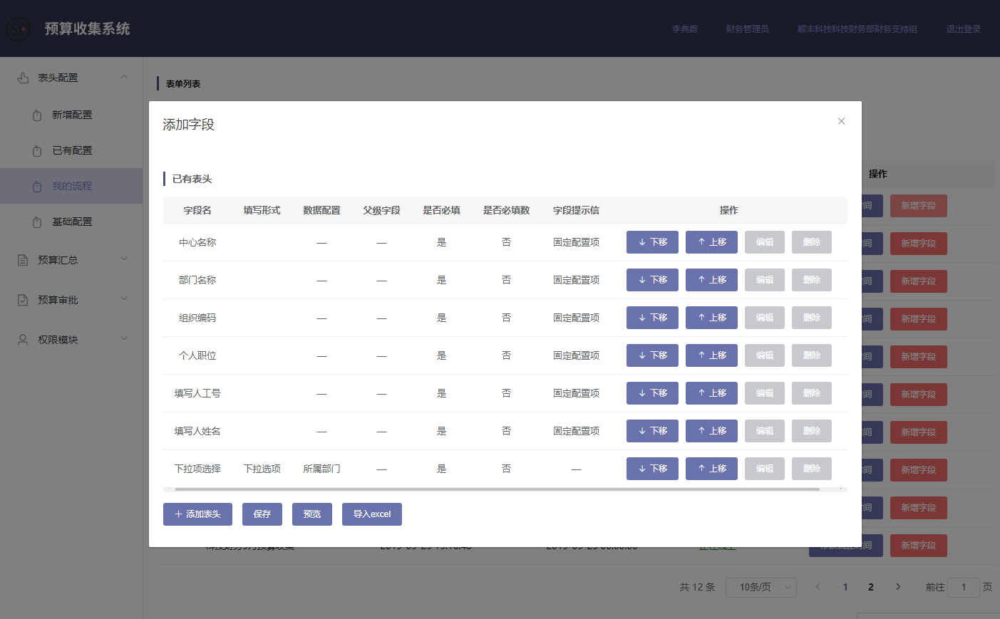 SF 预算收集系统 李典蔚 财务管理员 顺丰科技科技财务部财务支持组 退出登录
表头配置
新增配置
已有配置
我的流程
基础配置
预算汇总
预算审批
权限模块
表单列表
操作
添加字段
已有表头
字段名 填写形式 数据配置 父级字段 是否必填 是否必填数 字段提示信 操作
中心名称 — — 是 否 固定配置项 下移 上移 编辑 删除
部门名称 — — 是 否 固定配置项 下移 上移 编辑 删除
组织编码 — — 是 否 固定配置项 下移 上移 编辑 删除
个人职位 — — 是 否 固定配置项 下移 上移 编辑 删除
填写人工号 — — 是 否 固定配置项 下移 上移 编辑 删除
填写人姓名 — — 是 否 固定配置项 下移 上移 编辑 删除
下拉项选择 下拉选项 所属部门 — 是 否 — 下移 上移 编辑 删除
+ 添加表头 保存 预览 导入excel
间 新增字段
间 新增字段
间 新增字段
间 新增字段
间 新增字段
间 新增字段
间 新增字段
间 新增字段
间 新增字段
间 新增字段
共 12 条 10条/页 1 2 前往 1 页